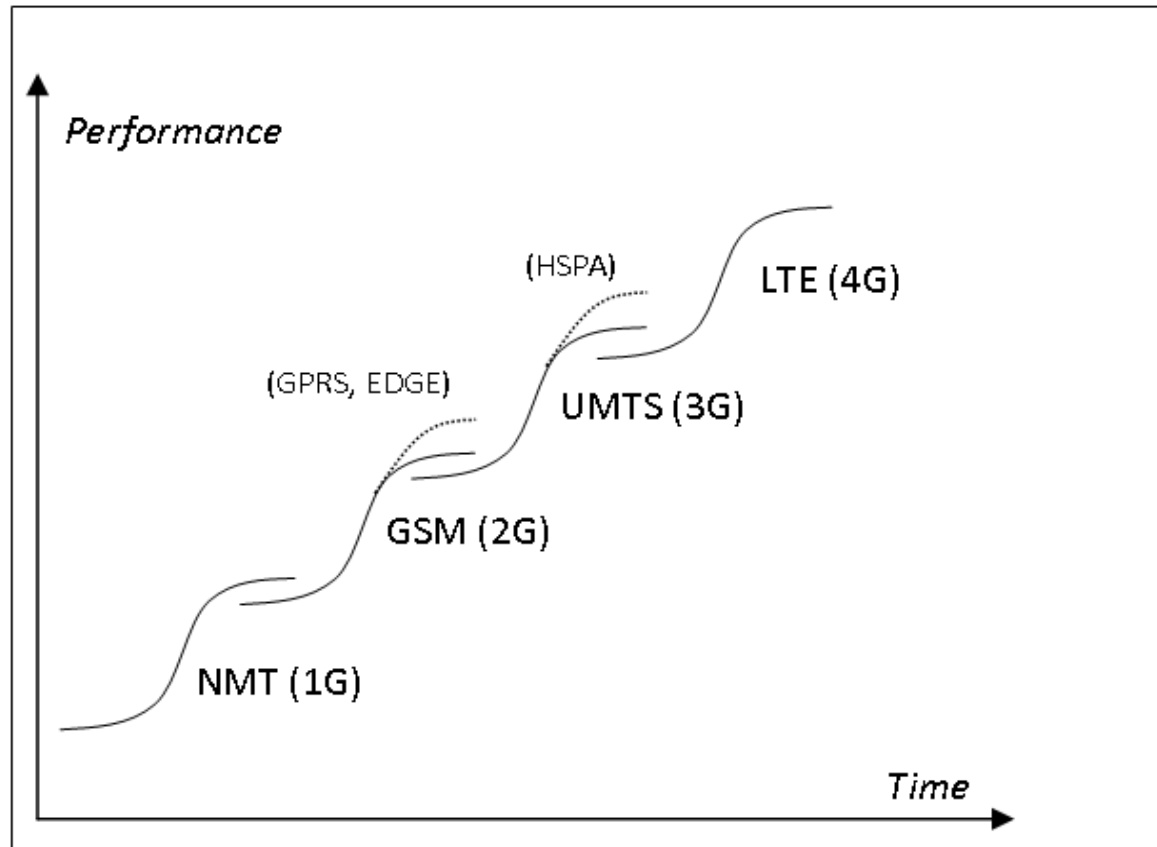 Performance
(HSPA)
LTE (4G)
(GPRS, EDGE)
UMTS (3G)
GSM (2G)
NMT (1G)
Time